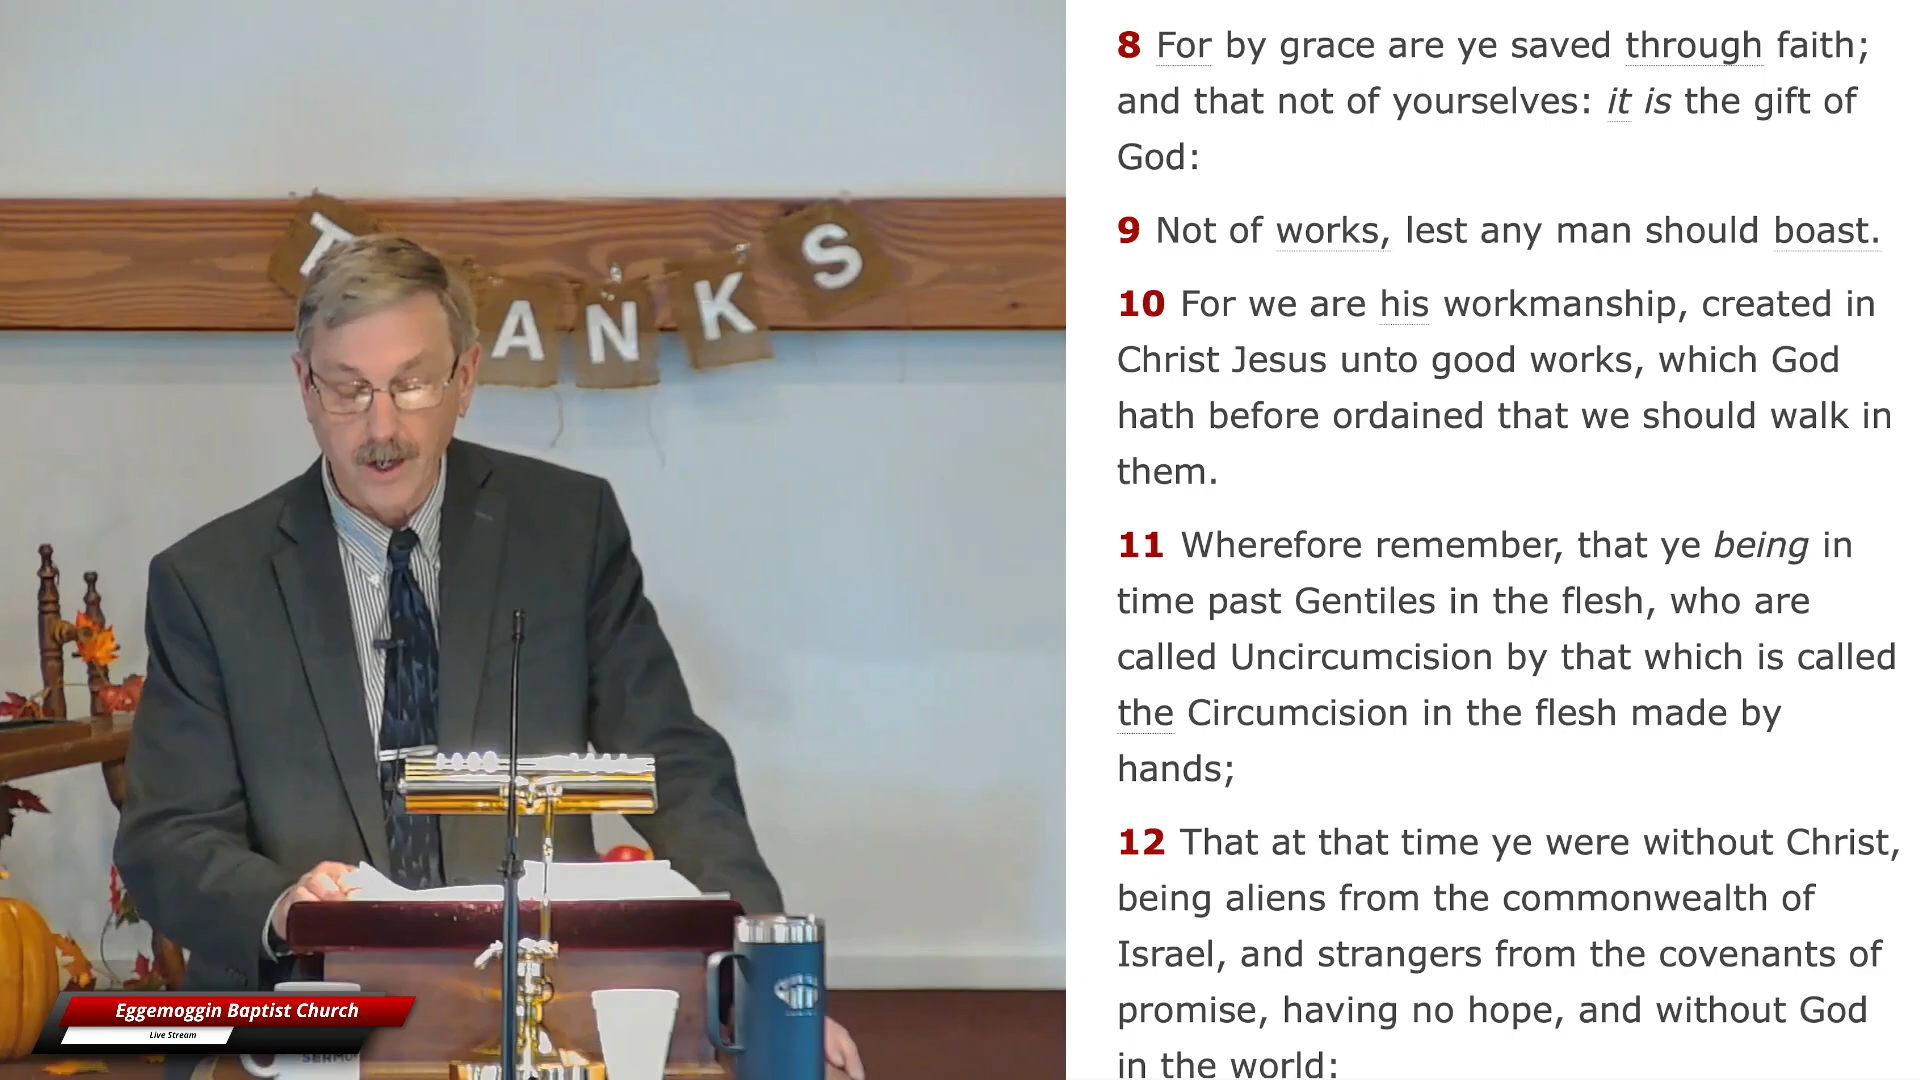 T ANKS
8 For by grace are ye saved through faith;
and that not of yourselves: it is the gift of
God:
9 Not of works, lest any man should boast.
10 For we are his workmanship, created in
Christ Jesus unto good works, which God
hath before ordained that we should walk in
them.
11 Wherefore remember, that ye being in
time past Gentiles in the flesh, who are
called Uncircumcision by that which is called
the Circumcision in the flesh made by
hands;
12 That at that time ye were without Christ,
being aliens from the commonwealth of
Israel, and strangers from the covenants of
promise, having no hope, and without God
in the world:
Eggemoggin Baptist Church
Live Stream